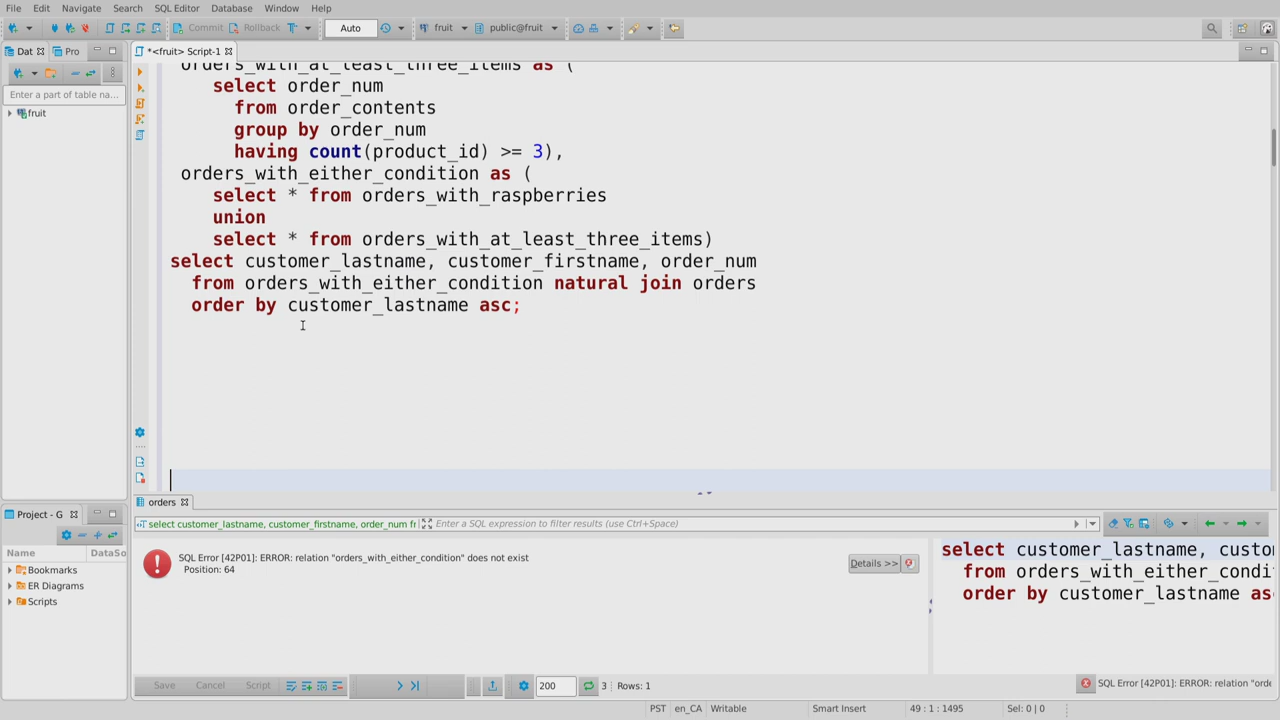 File Edit Navigate Search SQL Editor Database Window Help
Commit Rollback Auto fruit public@fruit
Dat Pro *<fruit> Script-1
Enter a part of table na...
fruit
orders_with_at_least_three_items as (
select order_num
from order_contents
group by order_num
having count(product_id) >= 3),
orders_with_either_condition as (
select * from orders_with_raspberries
union
select * from orders_with_at_least_three_items)
select customer_lastname, customer_firstname, order_num
from orders_with_either_condition natural join orders
order by customer_lastname asc;
orders
Project - G
select customer_lastname, customer_firstname, order_num fr
Enter a SQL expression to filter results (use Ctrl+Space)
Name DataSo
Bookmarks
ER Diagrams
Scripts
SQL Error [42P01]: ERROR: relation "orders_with_either_condition" does not exist
Position: 64
Details >>
select customer_lastname, custo
from orders_with_either_condi
order by customer_lastname as
Save Cancel Script 200 3 Rows: 1
SQL Error [42P01]: ERROR: relation "orde
PST en_CA Writable Smart Insert 49 : 1 : 1495 Sel: 0 | 0